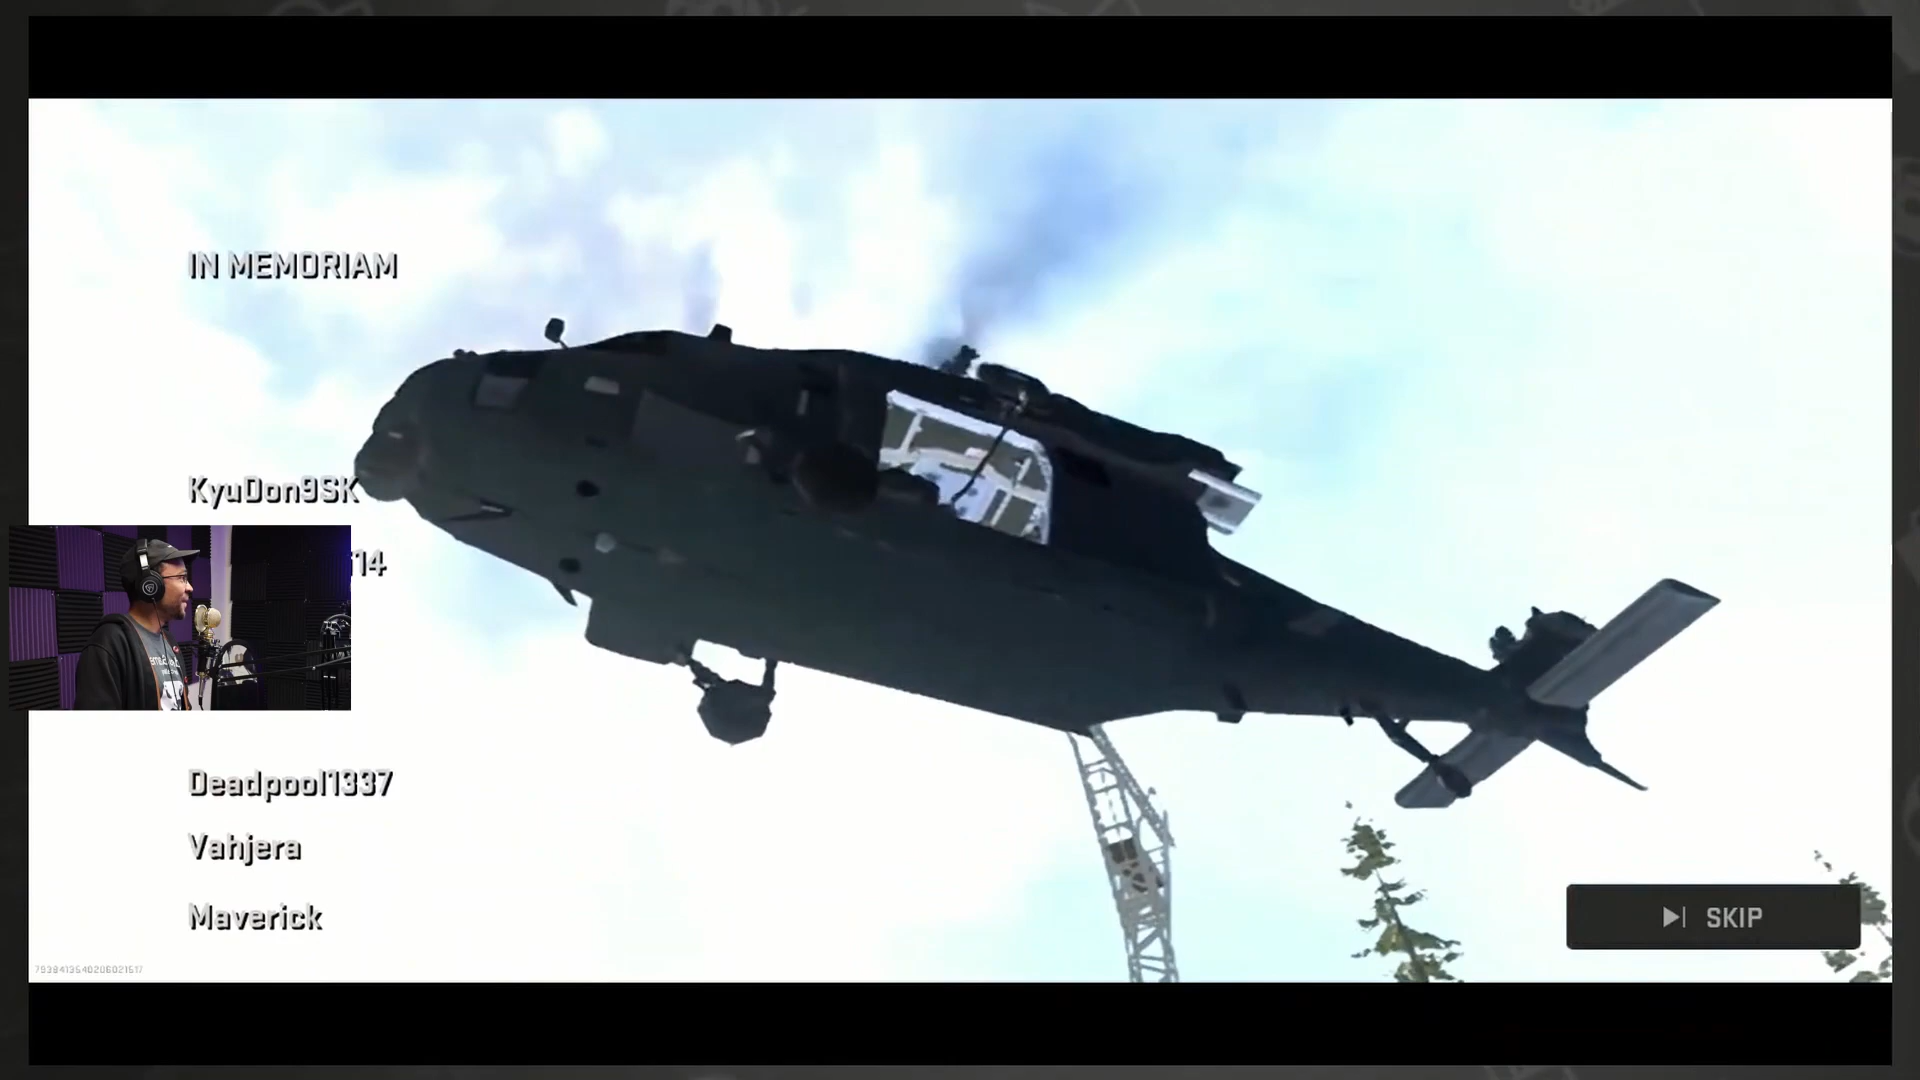 IN MEMORIAM
KyuDon9SK
14
Deadpool1337
Vahjera
Maverick
SKIP